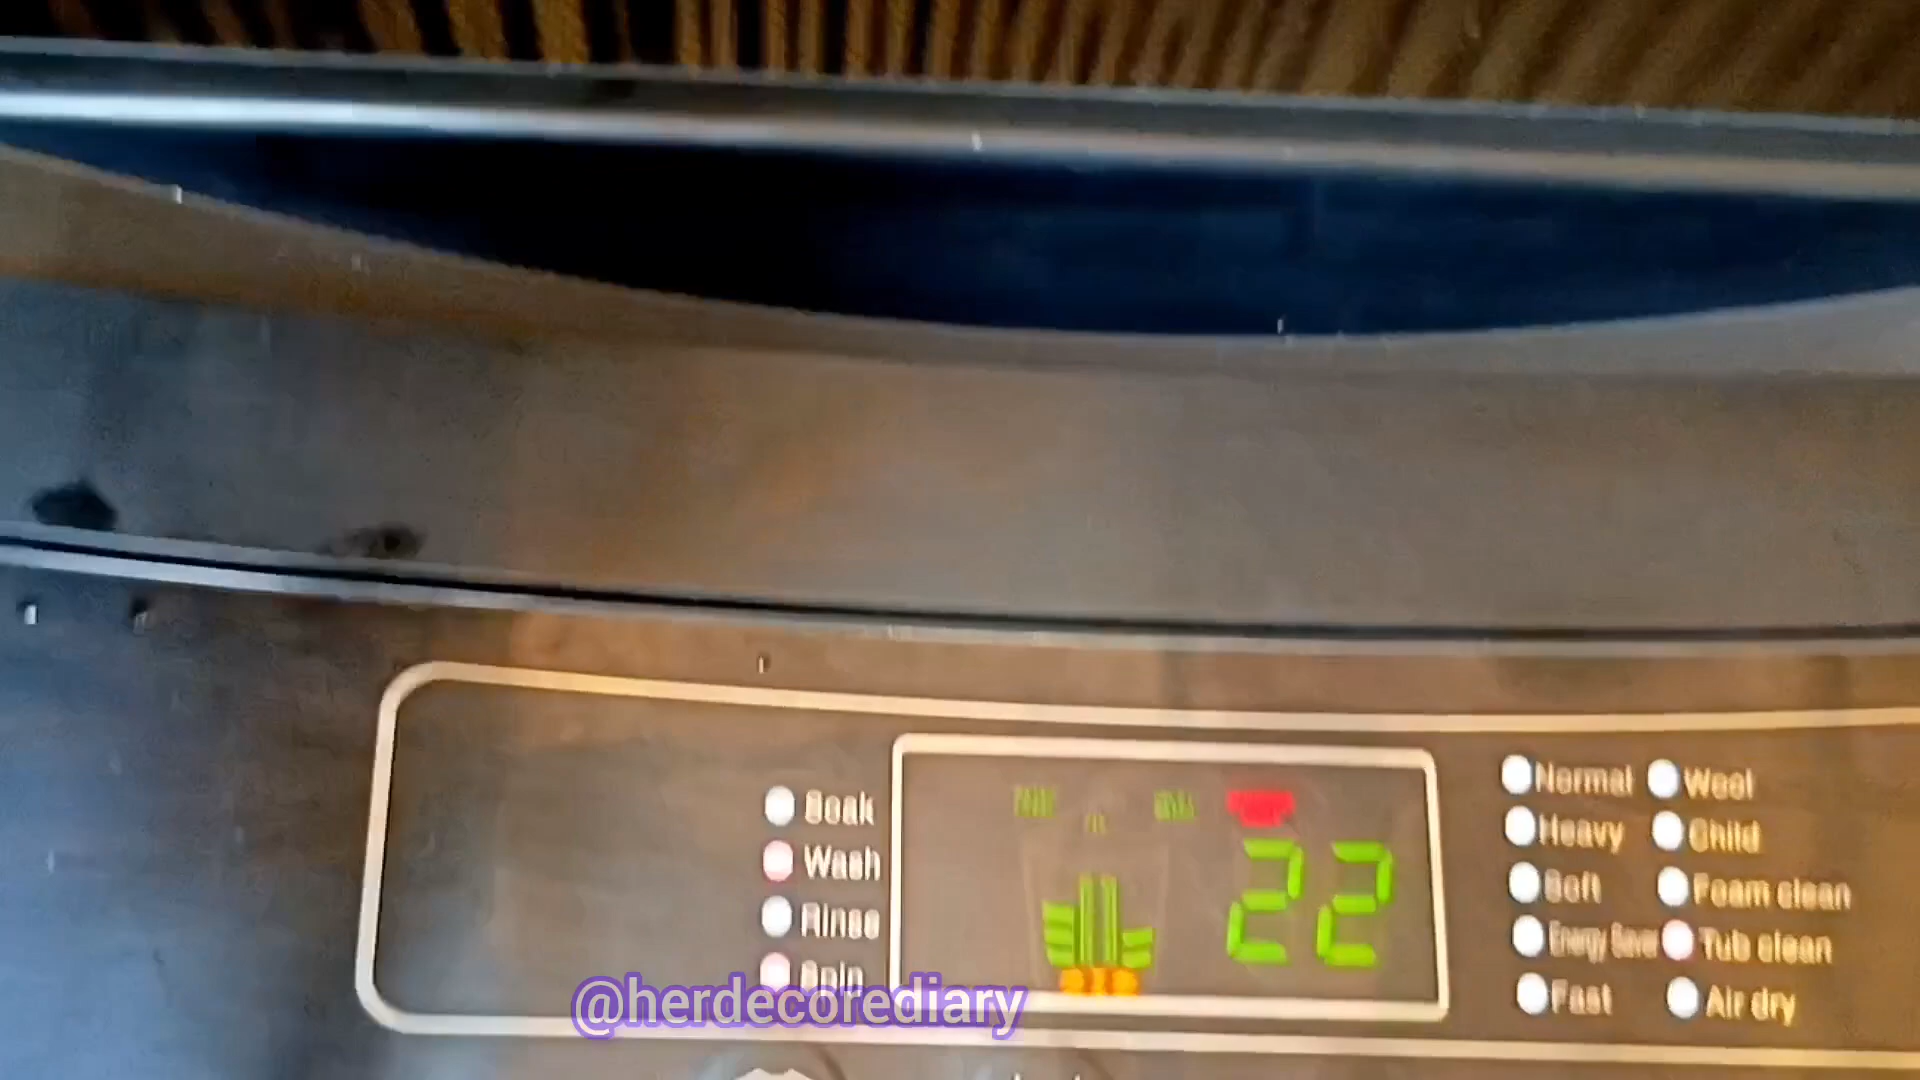 Soak
Wash
Rinse
Spin
22
Normal
Heavy
Soft
Energy Saver
Fast
Wool
Child
Foam clean
Tub clean
Air dry
@herdecorediary